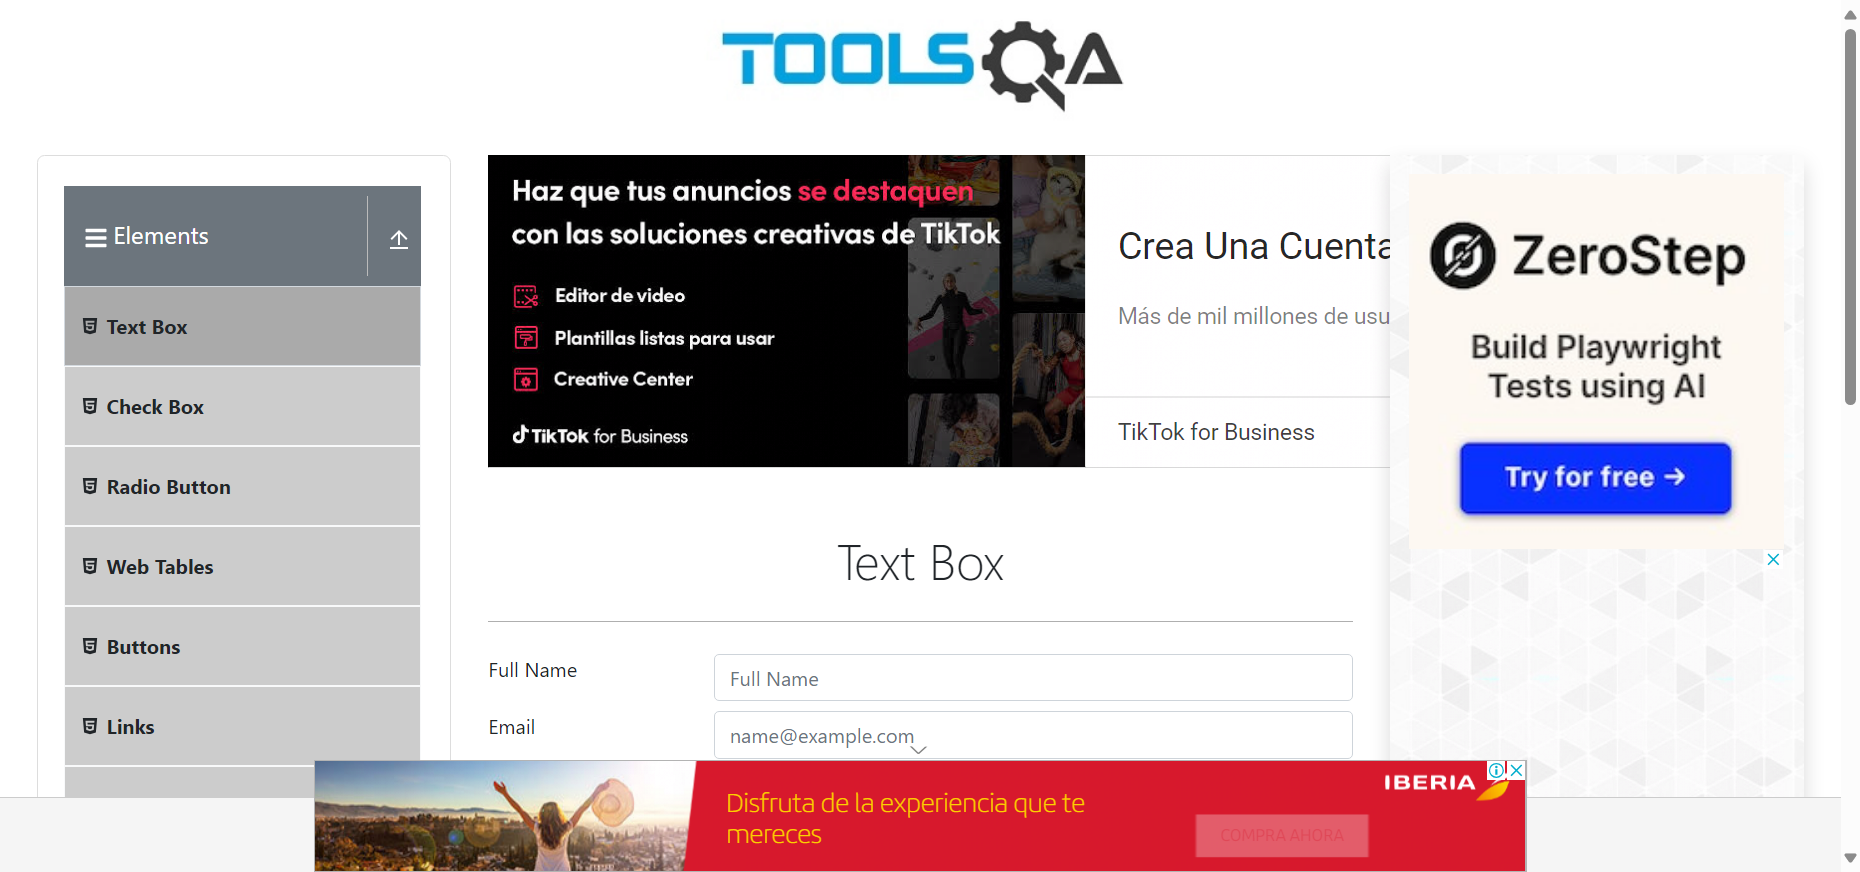 TOOLSQA
Elements
Text Box
Check Box
Radio Button
Web Tables
Buttons
Links
Haz que tus anuncios se destaquen
con las soluciones creativas de TikTok
Editor de video
Plantillas listas para usar
Creative Center
TikTok for Business
Crea Una Cuenta
Más de mil millones de usu
TikTok for Business
ZeroStep
Build Playwright
Tests using AI
Try for free →
Text Box
Full Name
Full Name
Email
name@example.com
Disfruta de la experiencia que te
mereces
IBERIA
COMPRA AHORA